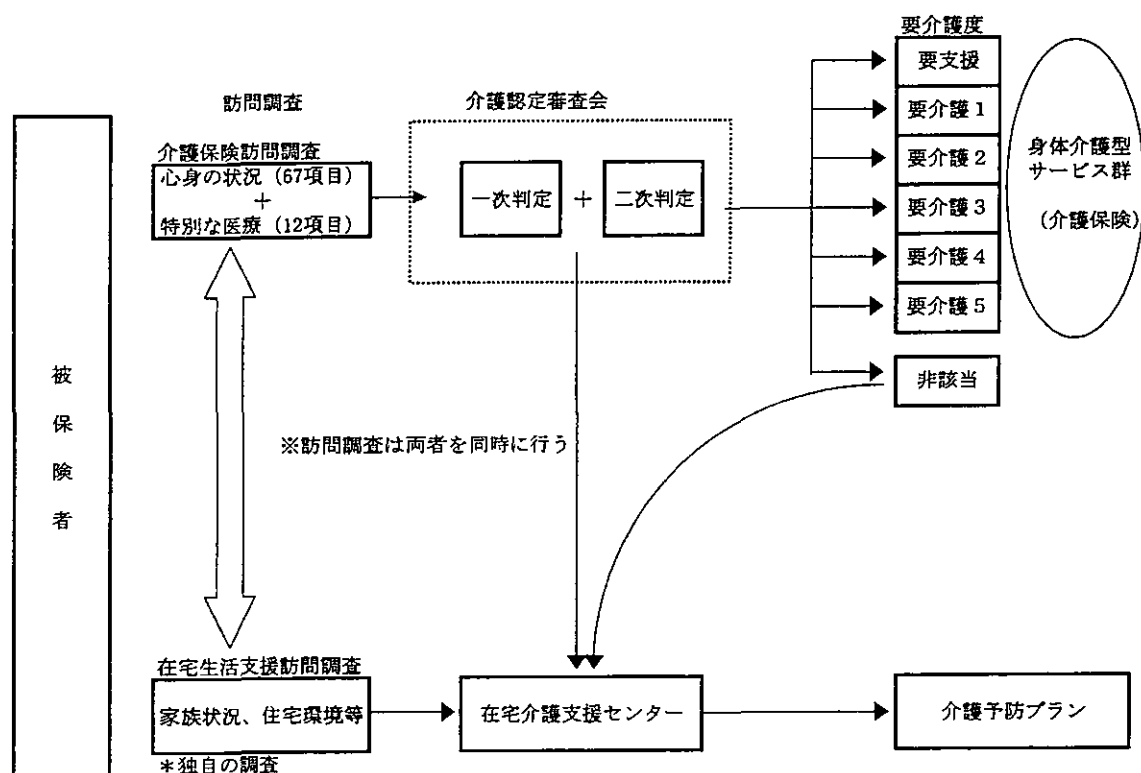 要介護度
要支援
要介護1
要介護2
要介護3
要介護4
要介護5
非該当
身体介護型
サービス群
(介護保険)
訪問調査
介護認定審査会
介護保険訪問調査
心身の状況(67項目)
+
特別な医療(12項目)
一次判定 + 二次判定
被保険者
※訪問調査は両者を同時に行う
在宅生活支援訪問調査
家族状況、住宅環境等
*独自の調査
在宅介護支援センター
介護予防プラン